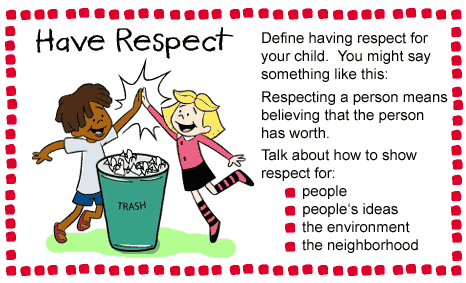 Have Respect
Define having respect for
your child.  You might say
something like this:
Respecting a person means
believing that the person
has worth.
Talk about how to show
respect for:
people
people's ideas
the environment
the neighborhood
TRASH